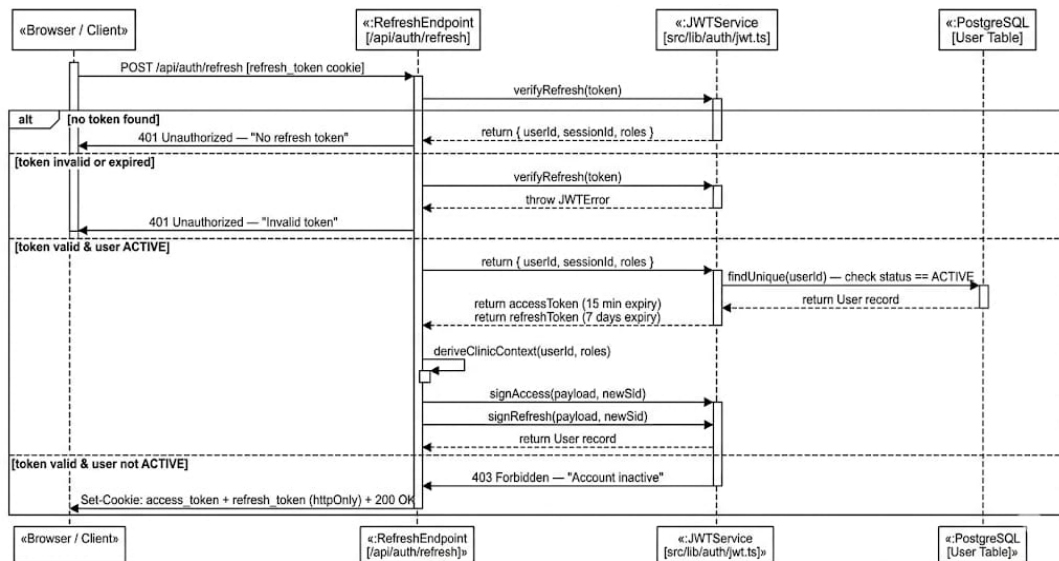 «Browser / Client»
«:RefreshEndpoint
[/api/auth/refresh]
«:JWTService
[src/lib/auth/jwt.ts]
«:PostgreSQL
[User Table]
POST /api/auth/refresh [refresh_token cookie]
verifyRefresh(token)
alt
[no token found]
return { userId, sessionId, roles }
401 Unauthorized — "No refresh token"
[token invalid or expired]
verifyRefresh(token)
throw JWTError
401 Unauthorized — "Invalid token"
[token valid & user ACTIVE]
return { userId, sessionId, roles }
findUnique(userId) — check status == ACTIVE
return User record
return accessToken (15 min expiry)
return refreshToken (7 days expiry)
deriveClinicContext(userId, roles)
signAccess(payload, newSid)
signRefresh(payload, newSid)
return User record
[token valid & user not ACTIVE]
403 Forbidden — "Account inactive"
Set-Cookie: access_token + refresh_token (httpOnly) + 200 OK
«Browser / Client»
«:RefreshEndpoint
[/api/auth/refresh]»
«:JWTService
[src/lib/auth/jwt.ts]»
«:PostgreSQL
[User Table]»